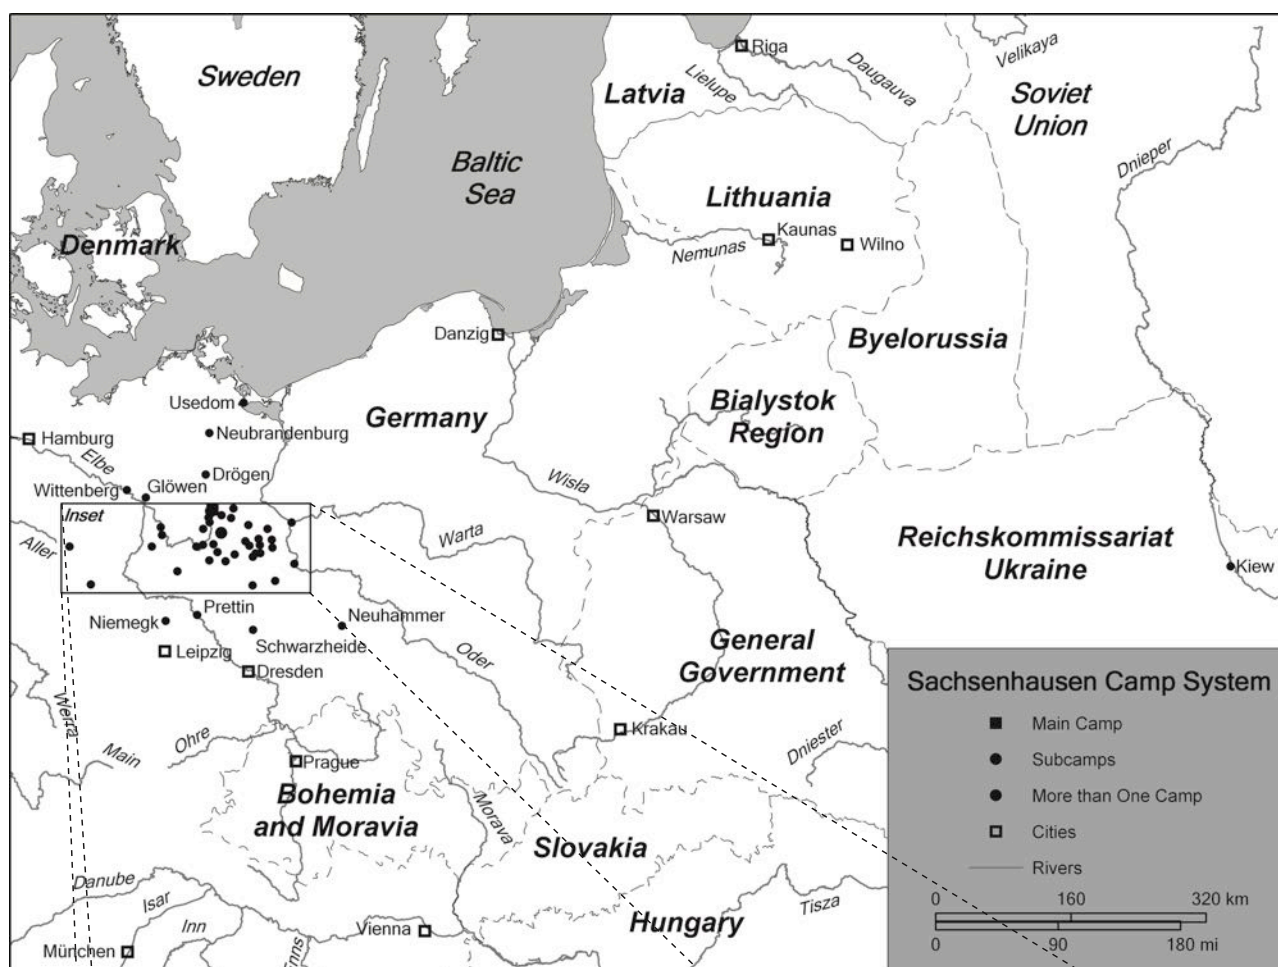 Sweden
Baltic
Sea
Denmark
Riga
Latvia
Lielupe
Daugauva
Velikaya
Soviet
Union
Dnieper
Lithuania
Kaunas
Nemunas
Wilno
Danzig
Byelorussia
Usedom
Germany
Bialystok
Region
Neubrandenburg
Hamburg
Elbe
Drögen
Wittenberg
Glöwen
Wisla
Inset
Aller
Warta
Warsaw
Reichskommissariat
Ukraine
Kiew
Prettin
Niemegk
Neuhammer
Schwarzheide
Leipzig
Dresden
Oder
General
Government
Werra
Main
Ohre
Krakau
Dniester
Prague
Bohemia
and Moravia
Morava
Slovakia
Danube
Isar
Inn
Enns
München
Vienna
Hungary
Tisza
Sachsenhausen Camp System
Main Camp
Subcamps
More than One Camp
Cities
Rivers
0 160 320 km
0 90 180 mi